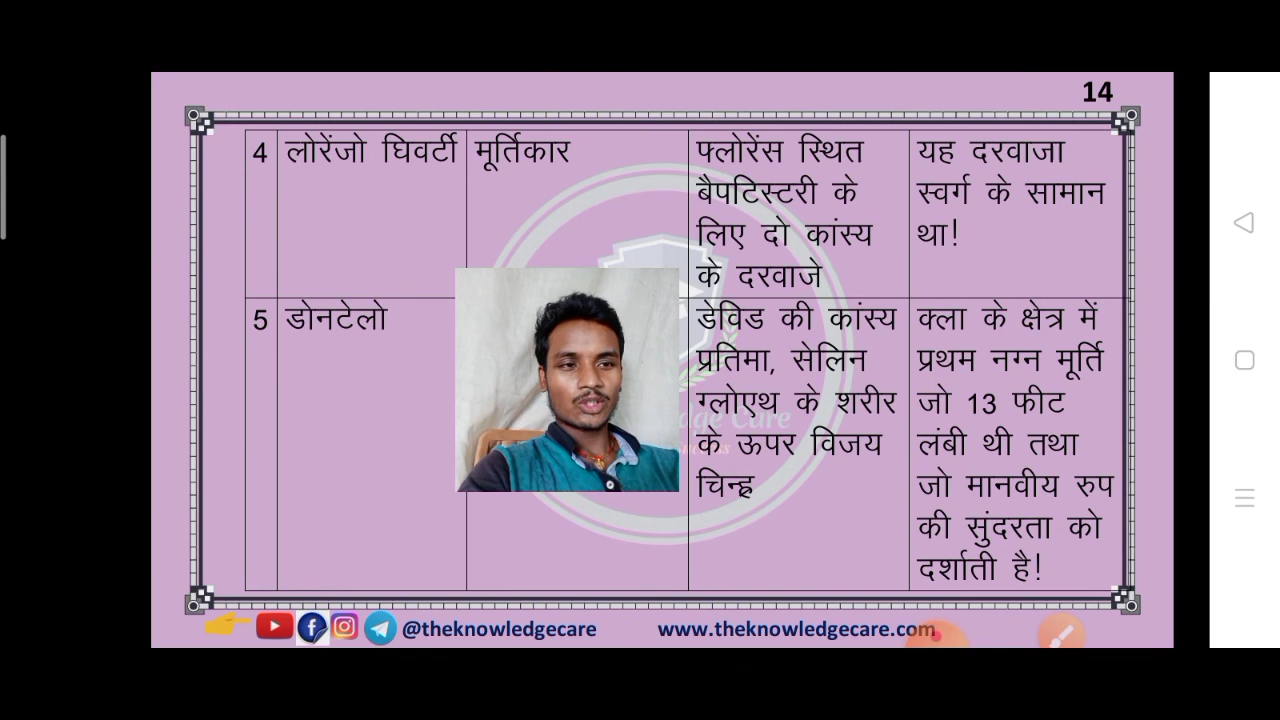 14
4 लोरेंजो घिवर्टी मूर्तिकार फ्लोरेंस स्थित यह दरवाजा
बैपटिस्टरी के स्वर्ग के सामान
लिए दो कांस्य था!
के दरवाजे
5 डोनटेलो डेविड की कांस्य क्ला के क्षेत्र में
प्रतिमा, सेलिन प्रथम नग्न मूर्ति
ग्लोएथ के शरीर जो 13 फीट
के ऊपर विजय लंबी थी तथा
चिन्ह्र जो मानवीय रुप
की सुंदरता को
दर्शाती है!
Care
@theknowledgecare www.theknowledgecare.com